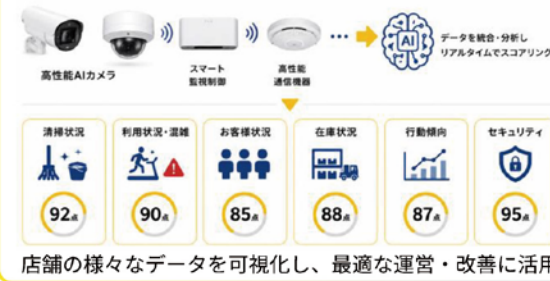 高性能AIカメラ
スマート
監視制御
高性能
通信機器
AI
データを統合・分析し
リアルタイムでスコアリング
清掃状況
利用状況・混雑
お客様状況
在庫状況
行動傾向
セキュリティ
92点
90点
85点
88点
87点
95点
店舗の様々なデータを可視化し、最適な運営・改善に活用